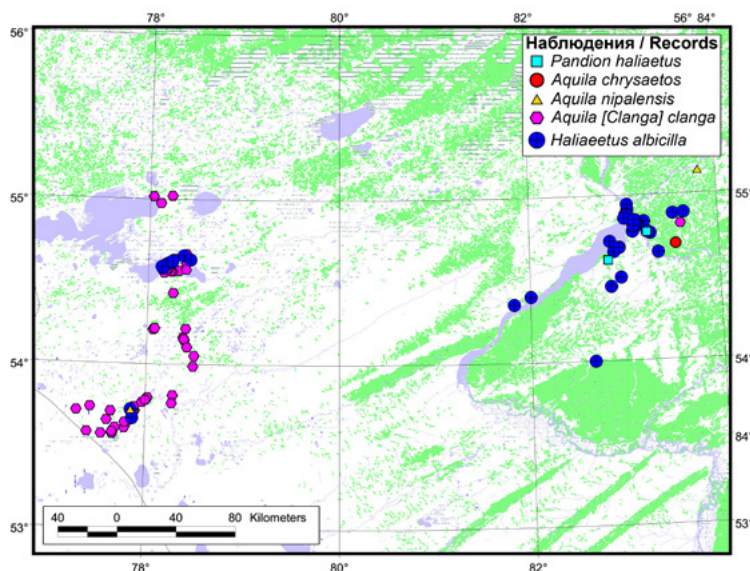 78° 80° 82° 56° 84°
56°
Наблюдения / Records
Pandion haliaetus
Aquila chrysaetos
Aquila nipalensis
Aquila [Clanga] clanga
Haliaeetus albicilla
55° 55°
54° 54°
84°
40 0 40 80 Kilometers
53° 53°
78° 80° 82°